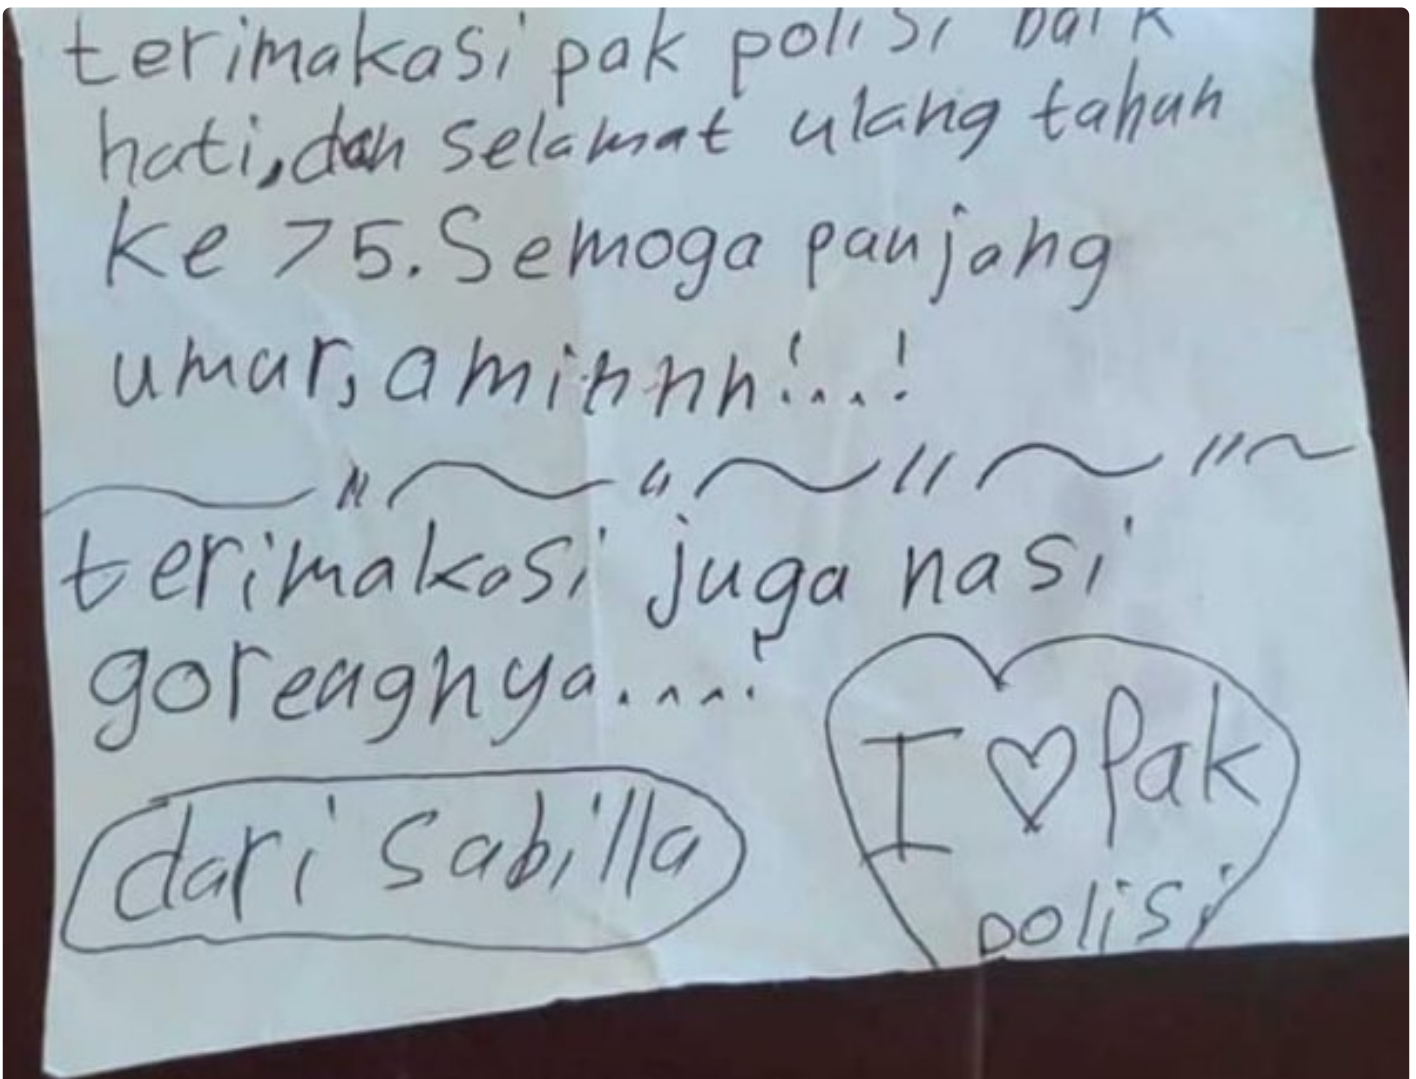 terimakasi pak polisi baik
hati, dan selamat ulang tahun
ke 75. Semoga panjang
umur, aminnnn!...!
terimakasi juga nasi
gorengnya....!
dari Sabilla
I ♡ Pak
polisi